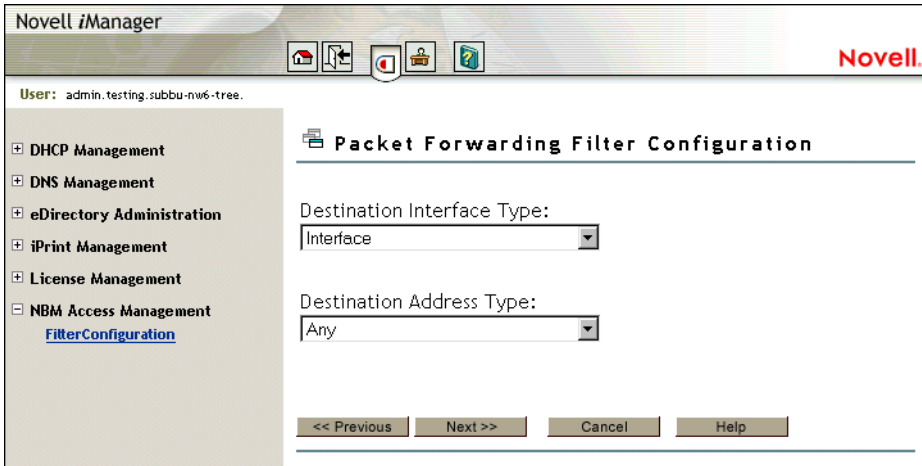 Novell iManager
Novell.
User: admin.testing.subbu-nw6-tree.
DHCP Management
DNS Management
eDirectory Administration
iPrint Management
License Management
NBM Access Management
FilterConfiguration
Packet Forwarding Filter Configuration
Destination Interface Type:
Interface
Destination Address Type:
Any
<< Previous
Next >>
Cancel
Help